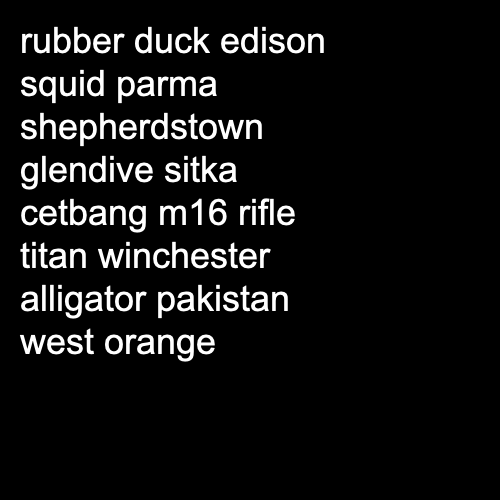 rubber duck edison
squid parma
shepherdstown
glendive sitka
cetbang m16 rifle
titan winchester
alligator pakistan
west orange